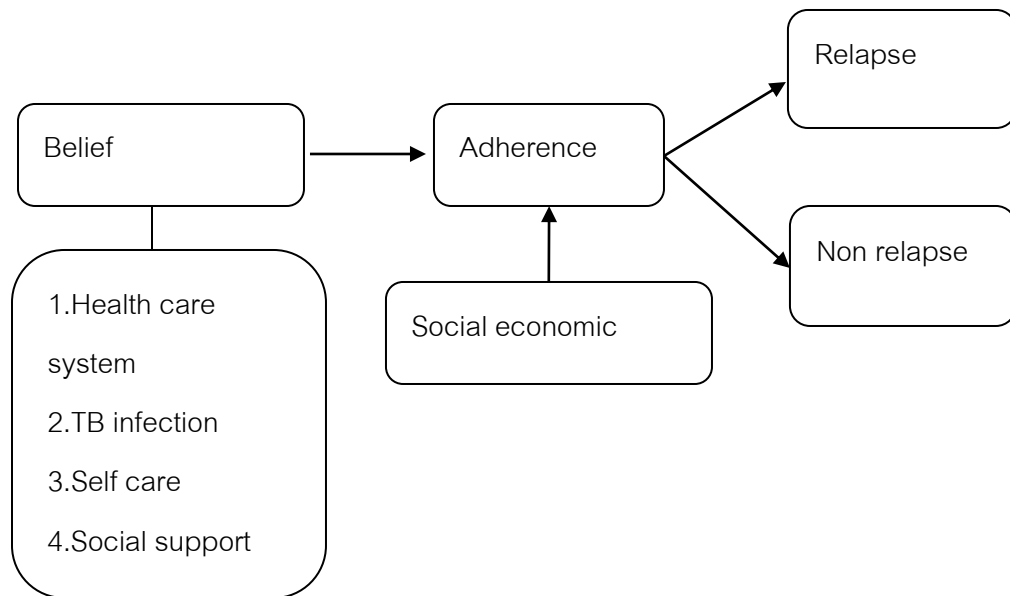 Relapse
Belief
Adherence
Non relapse
1.Health care
system
2.TB infection
3.Self care
4.Social support
Social economic